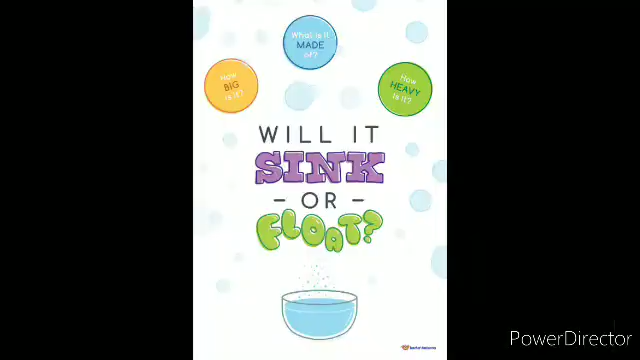 What is it
MADE
of?
How
BIG
is it?
How
HEAVY
is it?
WILL IT
SINK
- OR -
FLOAT?
PowerDirector